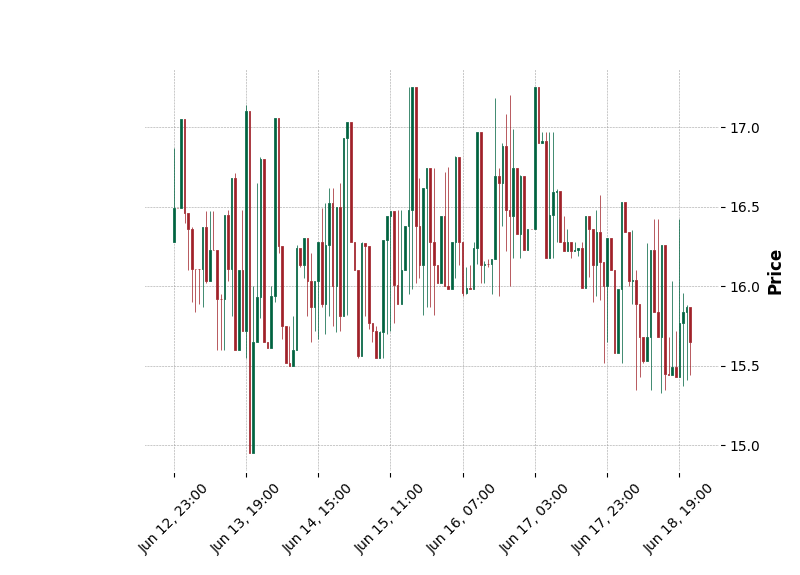 17.0
16.5
16.0
15.5
15.0
Price
Jun 12, 23:00
Jun 13, 19:00
Jun 14, 15:00
Jun 15, 11:00
Jun 16, 07:00
Jun 17, 03:00
Jun 17, 23:00
Jun 18, 19:00